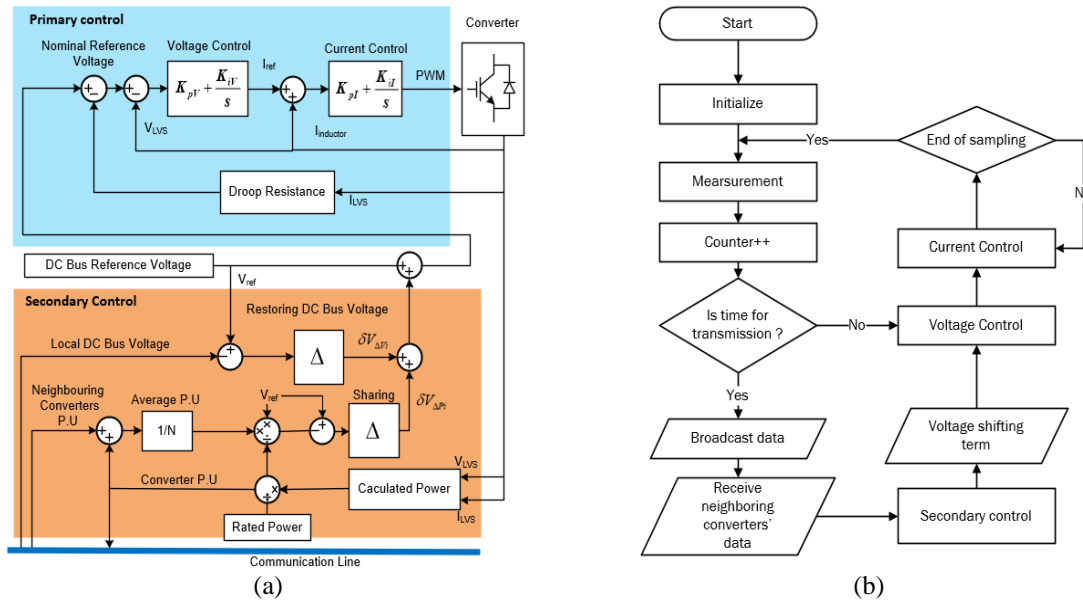 Primary control
Converter
Nominal Reference
Voltage
Voltage Control
Current Control
I_ref
PWM
K_pV + K_iV/s
K_pI + K_iI/s
V_LVS
I_inductor
Droop Resistance
I_LVS
DC Bus Reference Voltage
V_ref
Secondary Control
Restoring DC Bus Voltage
Local DC Bus Voltage
Δ
δV_ΔVi
Neighbouring
Converters
P.U
Average P.U
V_ref
Sharing
δV_ΔPi
1/N
Δ
V_LVS
Converter P.U
Caculated Power
I_LVS
Rated Power
Communication Line
(a)
Start
Initialize
Yes
End of sampling
Mearsurement
N
Counter++
Current Control
Is time for
transmission ?
No
Voltage Control
Yes
Broadcast data
Voltage shifting
term
Receive
neighboring
converters'
data
Secondary control
(b)